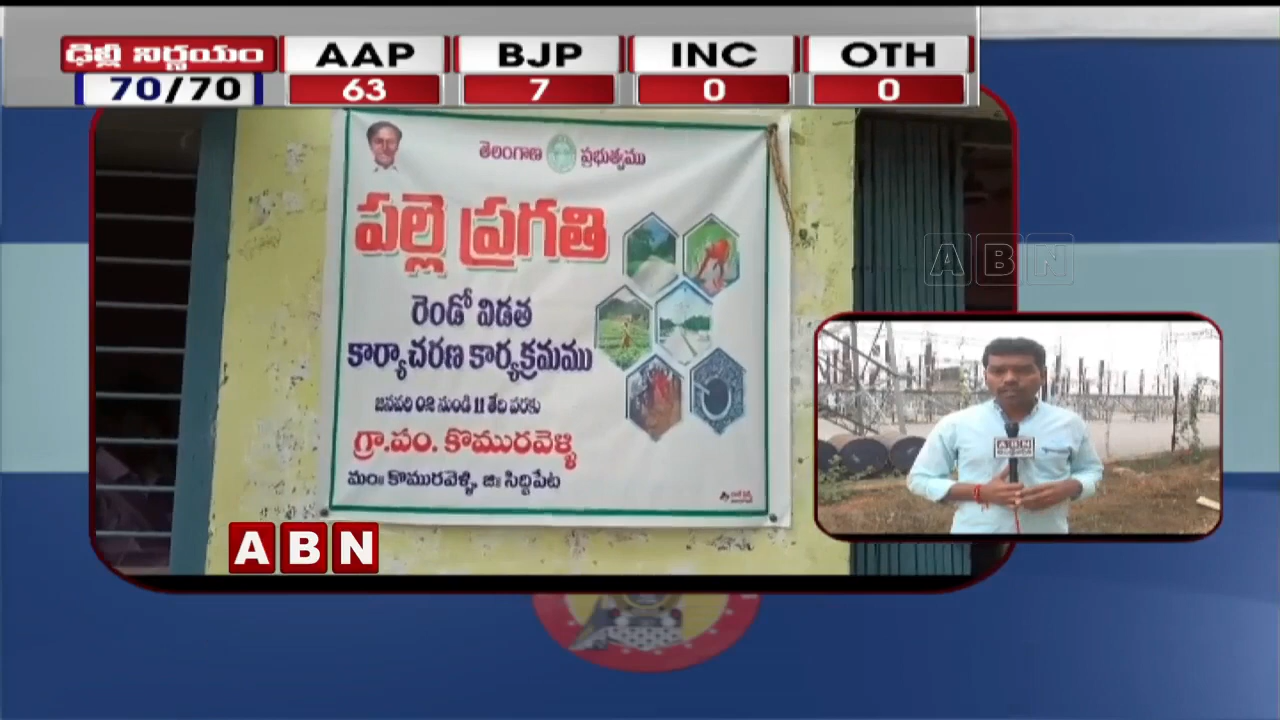 ఢిల్లీ నిర్ణయం AAP BJP INC OTH
70/70 63 7 0 0
తెలంగాణ ప్రభుత్వము
పల్లె ప్రగతి
రెండో విడత
కార్యాచరణ కార్యక్రమము
జనవరి 02 నుండి 11 తేది వరకు
గ్రా.పం. కొమురవెళ్ళి
మం॥ కొమురవెళ్ళి, జి॥ సిద్దిపేట
ABN
ABN
ABN